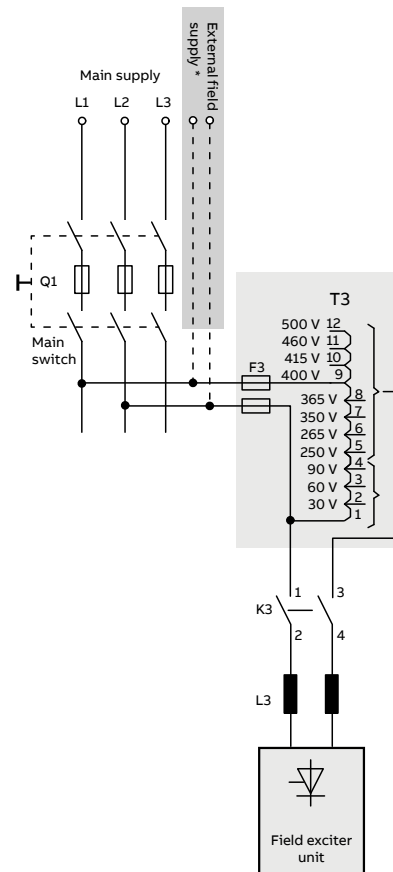 Main supply
External field
supply *
L1 L2 L3
Q1
Main
switch
T3
F3
500 V 12
460 V 11
415 V 10
400 V 9
365 V 8
350 V 7
265 V 6
250 V 5
90 V 4
60 V 3
30 V 2
1
1 3
K3
2 4
L3
Field exciter
unit